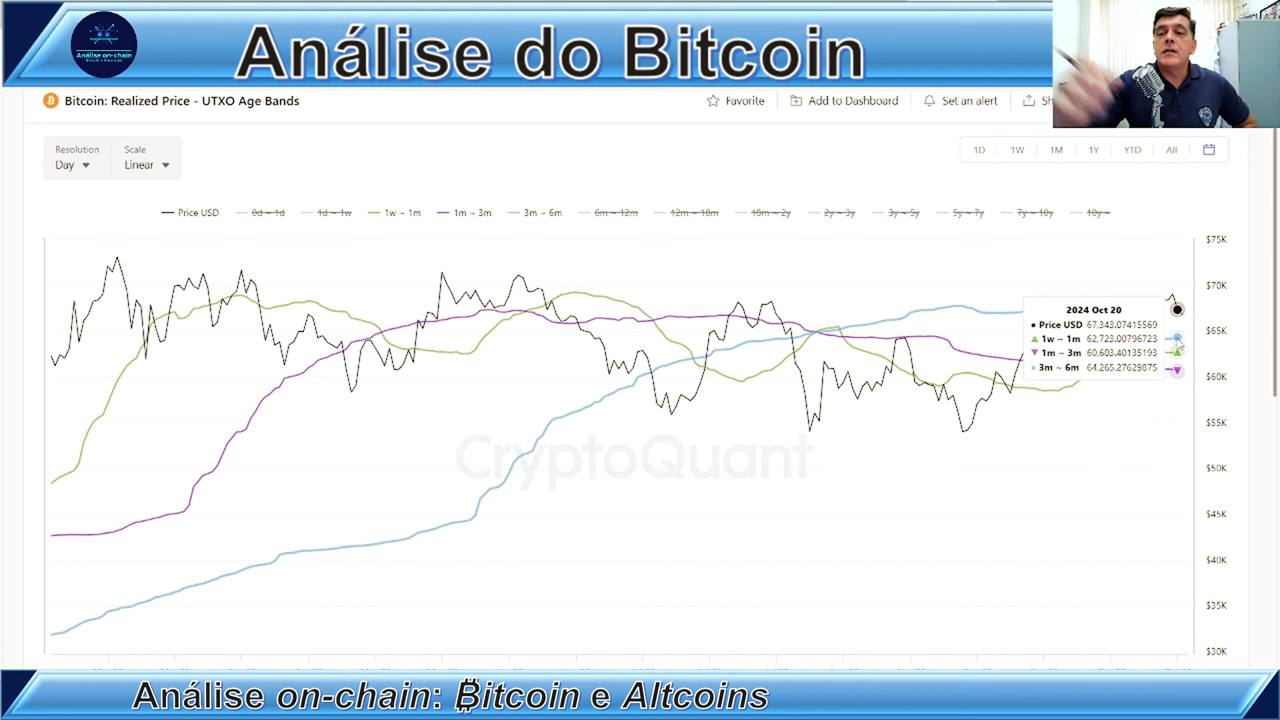 Análise do Bitcoin
Análise on-chain
Bitcoin: Realized Price - UTXO Age Bands
Favorite
Add to Dashboard
Set an alert
Sh
Resolution
Day
Scale
Linear
1D 1W 1M 1Y YTD All
Price USD 0d ~ 1d 1d ~ 1w 1w ~ 1m 1m ~ 3m 3m ~ 6m 6m ~ 12m 12m ~ 18m 18m ~ 2y 2y ~ 3y 3y ~ 5y 5y ~ 7y 7y ~ 10y 10y ~
$75K
$70K
$65K
$60K
$55K
$50K
$45K
$40K
$35K
$30K
2024 Oct 20
Price USD 67,343.07415569
1w ~ 1m 62,723.00796723
1m ~ 3m 60,603.40135193
3m ~ 6m 64,265.27629875
CryptoQuant
Análise on-chain: ₿itcoin e Altcoins